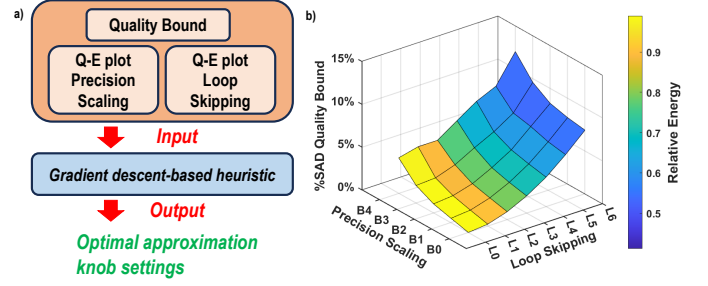 a)
Quality Bound
Q-E plot
Precision
Scaling
Q-E plot
Loop
Skipping
Input
Gradient descent-based heuristic
Output
Optimal approximation
knob settings
b)
%SAD Quality Bound
15%
10%
5%
0%
B4
B3
B2
B1
B0
Precision Scaling
L0
L1
L2
L3
L4
L5
L6
Loop Skipping
0.9
0.8
0.7
0.6
0.5
Relative Energy